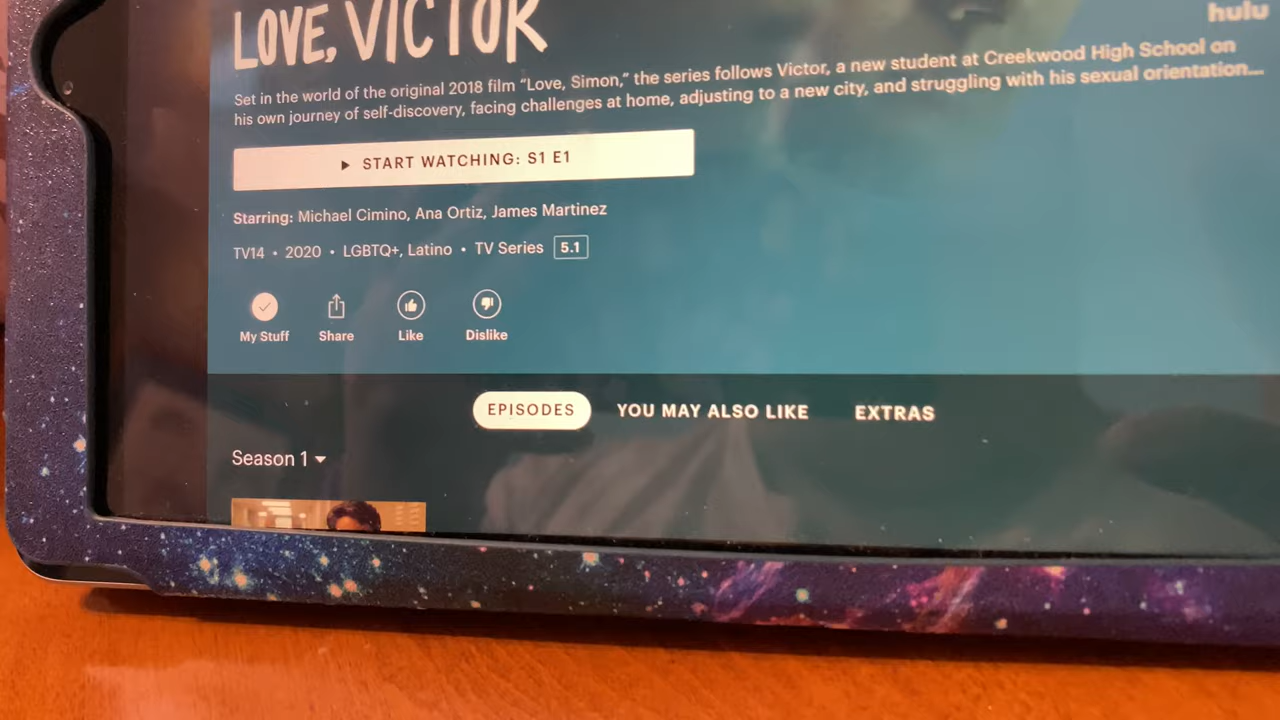 hulu
LOVE, VICTOR
Set in the world of the original 2018 film “Love, Simon,” the series follows Victor, a new student at Creekwood High School on
his own journey of self-discovery, facing challenges at home, adjusting to a new city, and struggling with his sexual orientation...
START WATCHING: S1 E1
Starring: Michael Cimino, Ana Ortiz, James Martinez
TV14 • 2020 • LGBTQ+, Latino • TV Series 5.1
My Stuff Share Like Dislike
EPISODES YOU MAY ALSO LIKE EXTRAS
Season 1